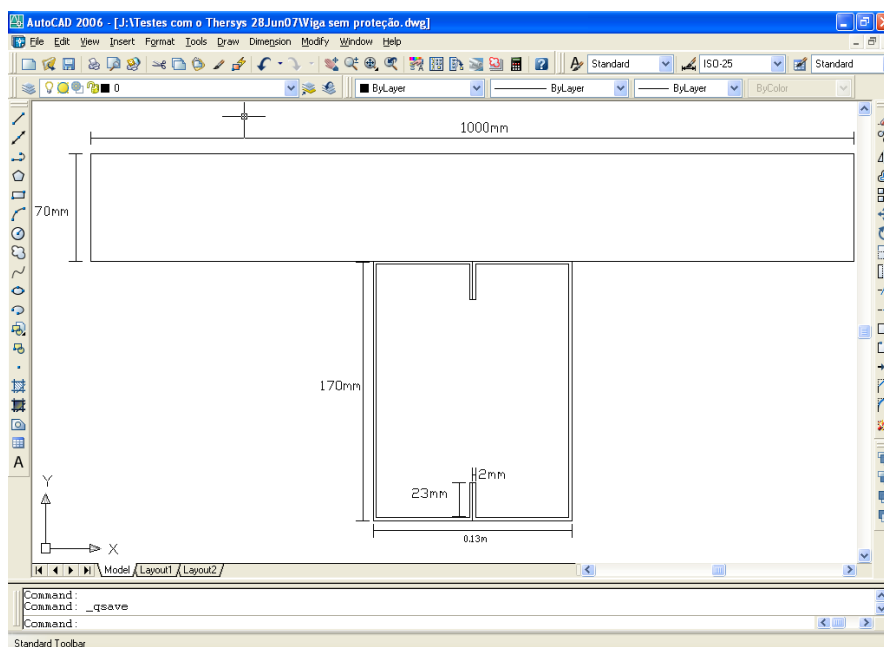 AutoCAD 2006 - [J:\Testes com o Thersys 28Jun07\Viga sem proteção.dwg]
File Edit View Insert Format Tools Draw Dimension Modify Window Help
Standard ISO-25 Standard
0 ByLayer ByLayer ByLayer ByColor
1000mm
70mm
170mm
2mm
23mm
0.13m
Y
X
A
Model Layout1 Layout2
Command:
Command: _qsave
Command:
Standard Toolbar